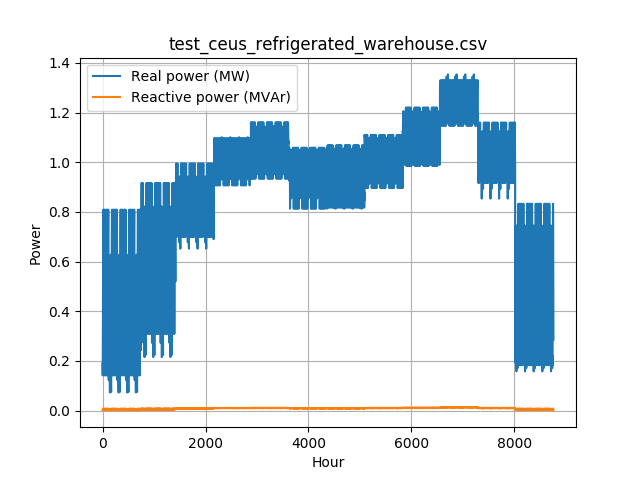 test_ceus_refrigerated_warehouse.csv
Real power (MW)
Reactive power (MVAr)
1.4
1.2
1.0
0.8
0.6
0.4
0.2
0.0
Power
0 2000 4000 6000 8000
Hour